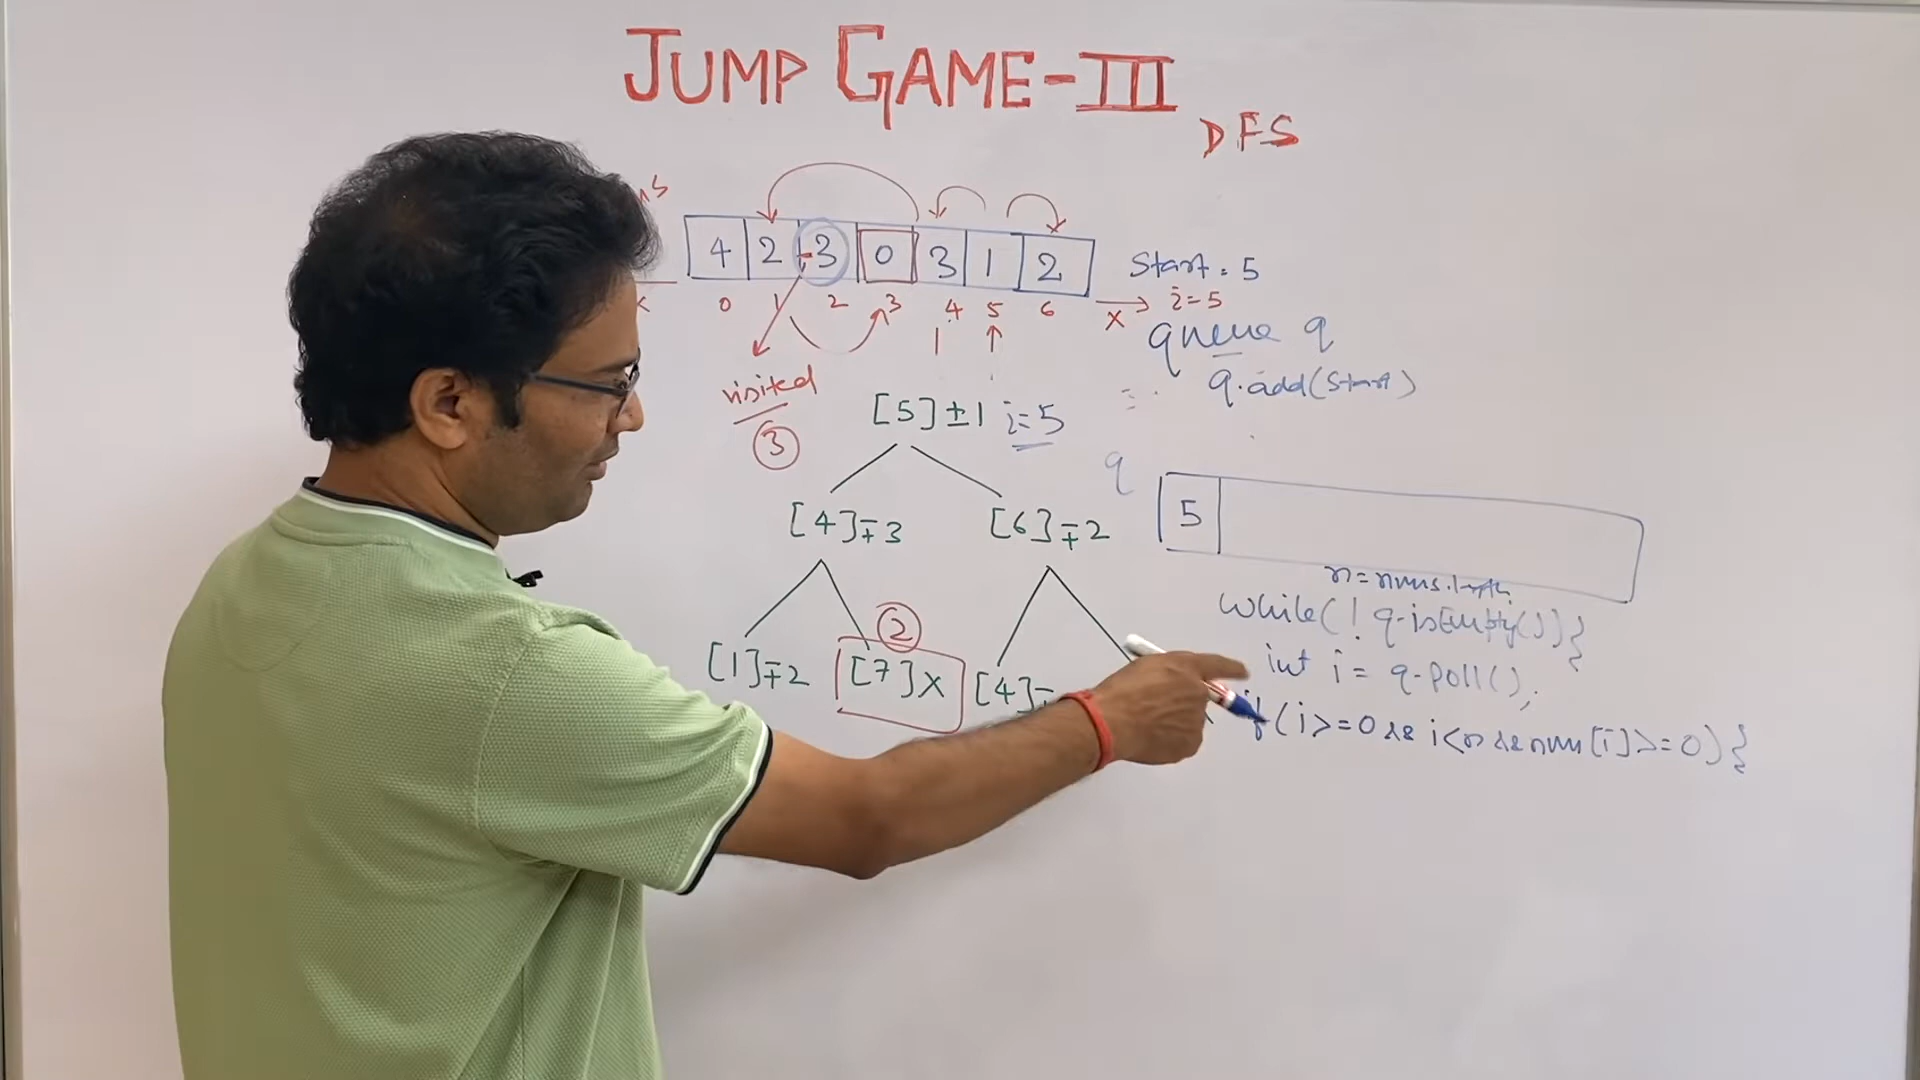 JUMP GAME-III
DFS
4 2 -3 0 3 1 2
Start = 5
0 1 2 3 4 5 6
x
i=5
queue q
q.add(Start)
visited
3
[5]±1 i=5
q
5
[4]∓3 [6]∓2
n=nums.length
while(!q.isEmpty()){
2
[1]∓2 [7]x [4]
int i = q.poll();
if(i>=0 && i<n && nums[i]>=0){